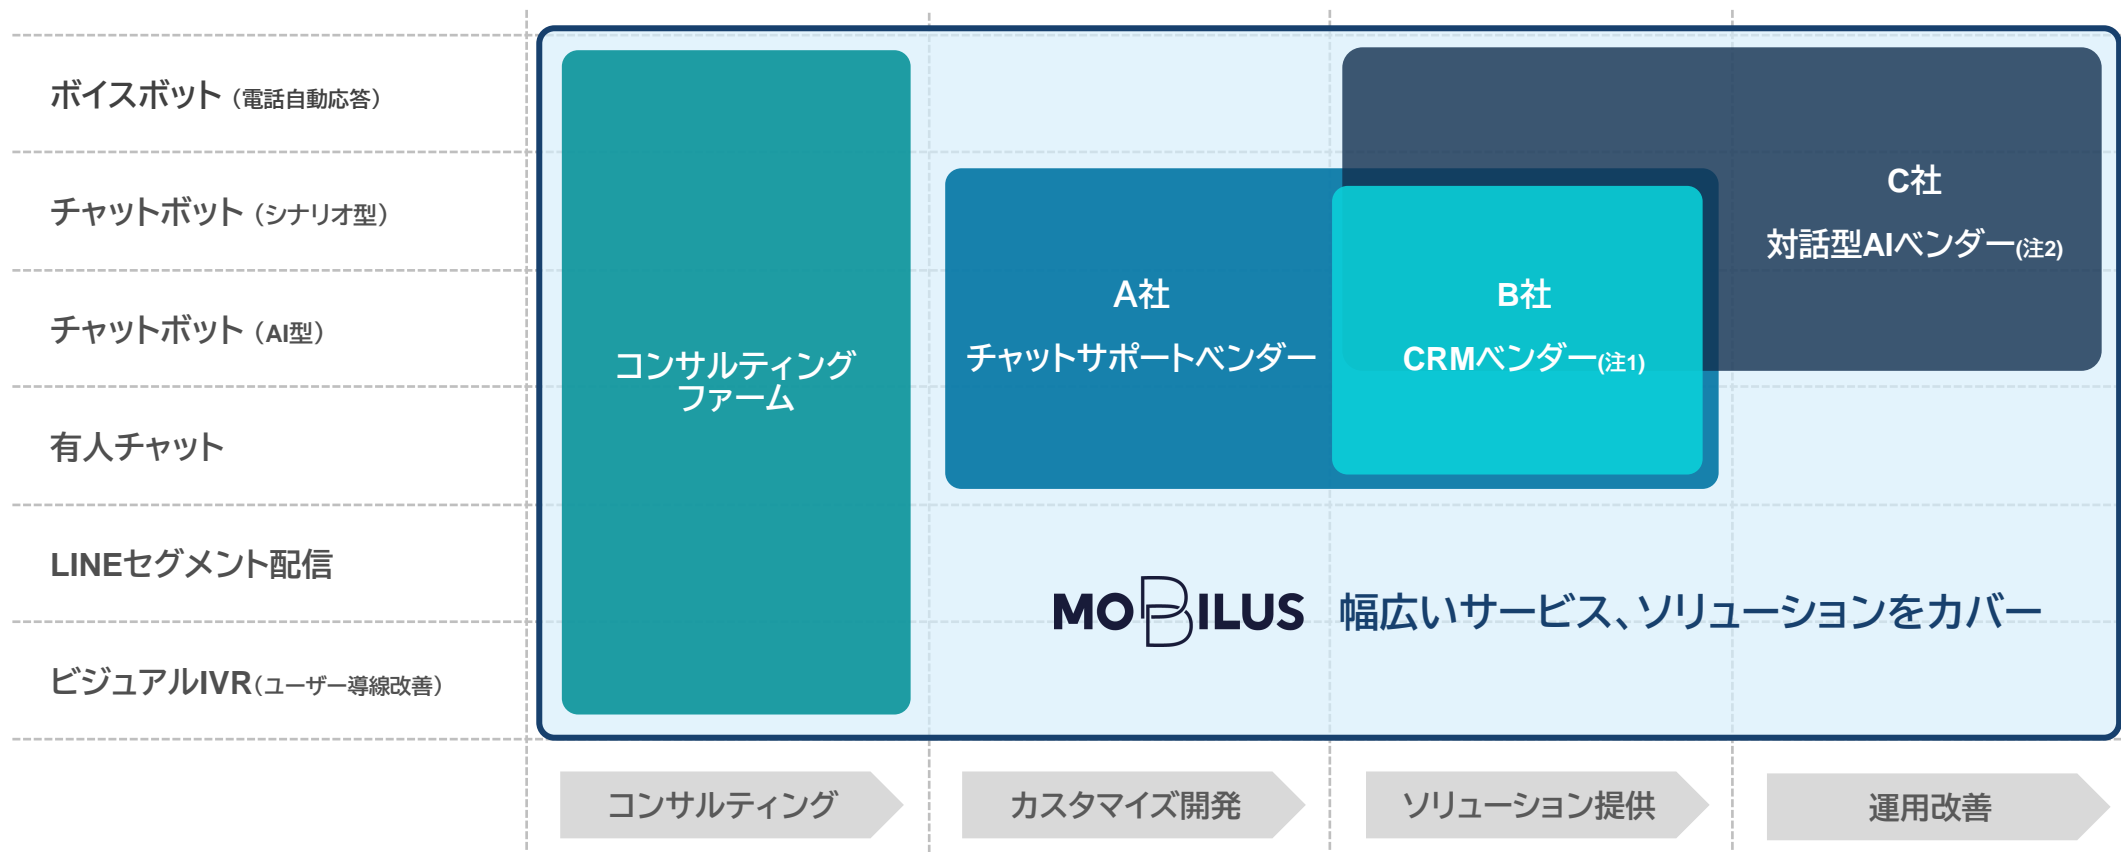 ボイスボット（電話自動応答）
チャットボット（シナリオ型）
チャットボット（AI型）
有人チャット
LINEセグメント配信
ビジュアルIVR（ユーザー導線改善）
コンサルティング
ファーム
A社
チャットサポートベンダー
B社
CRMベンダー(注1)
C社
対話型AIベンダー(注2)
MOBILUS 幅広いサービス、ソリューションをカバー
コンサルティング
カスタマイズ開発
ソリューション提供
運用改善